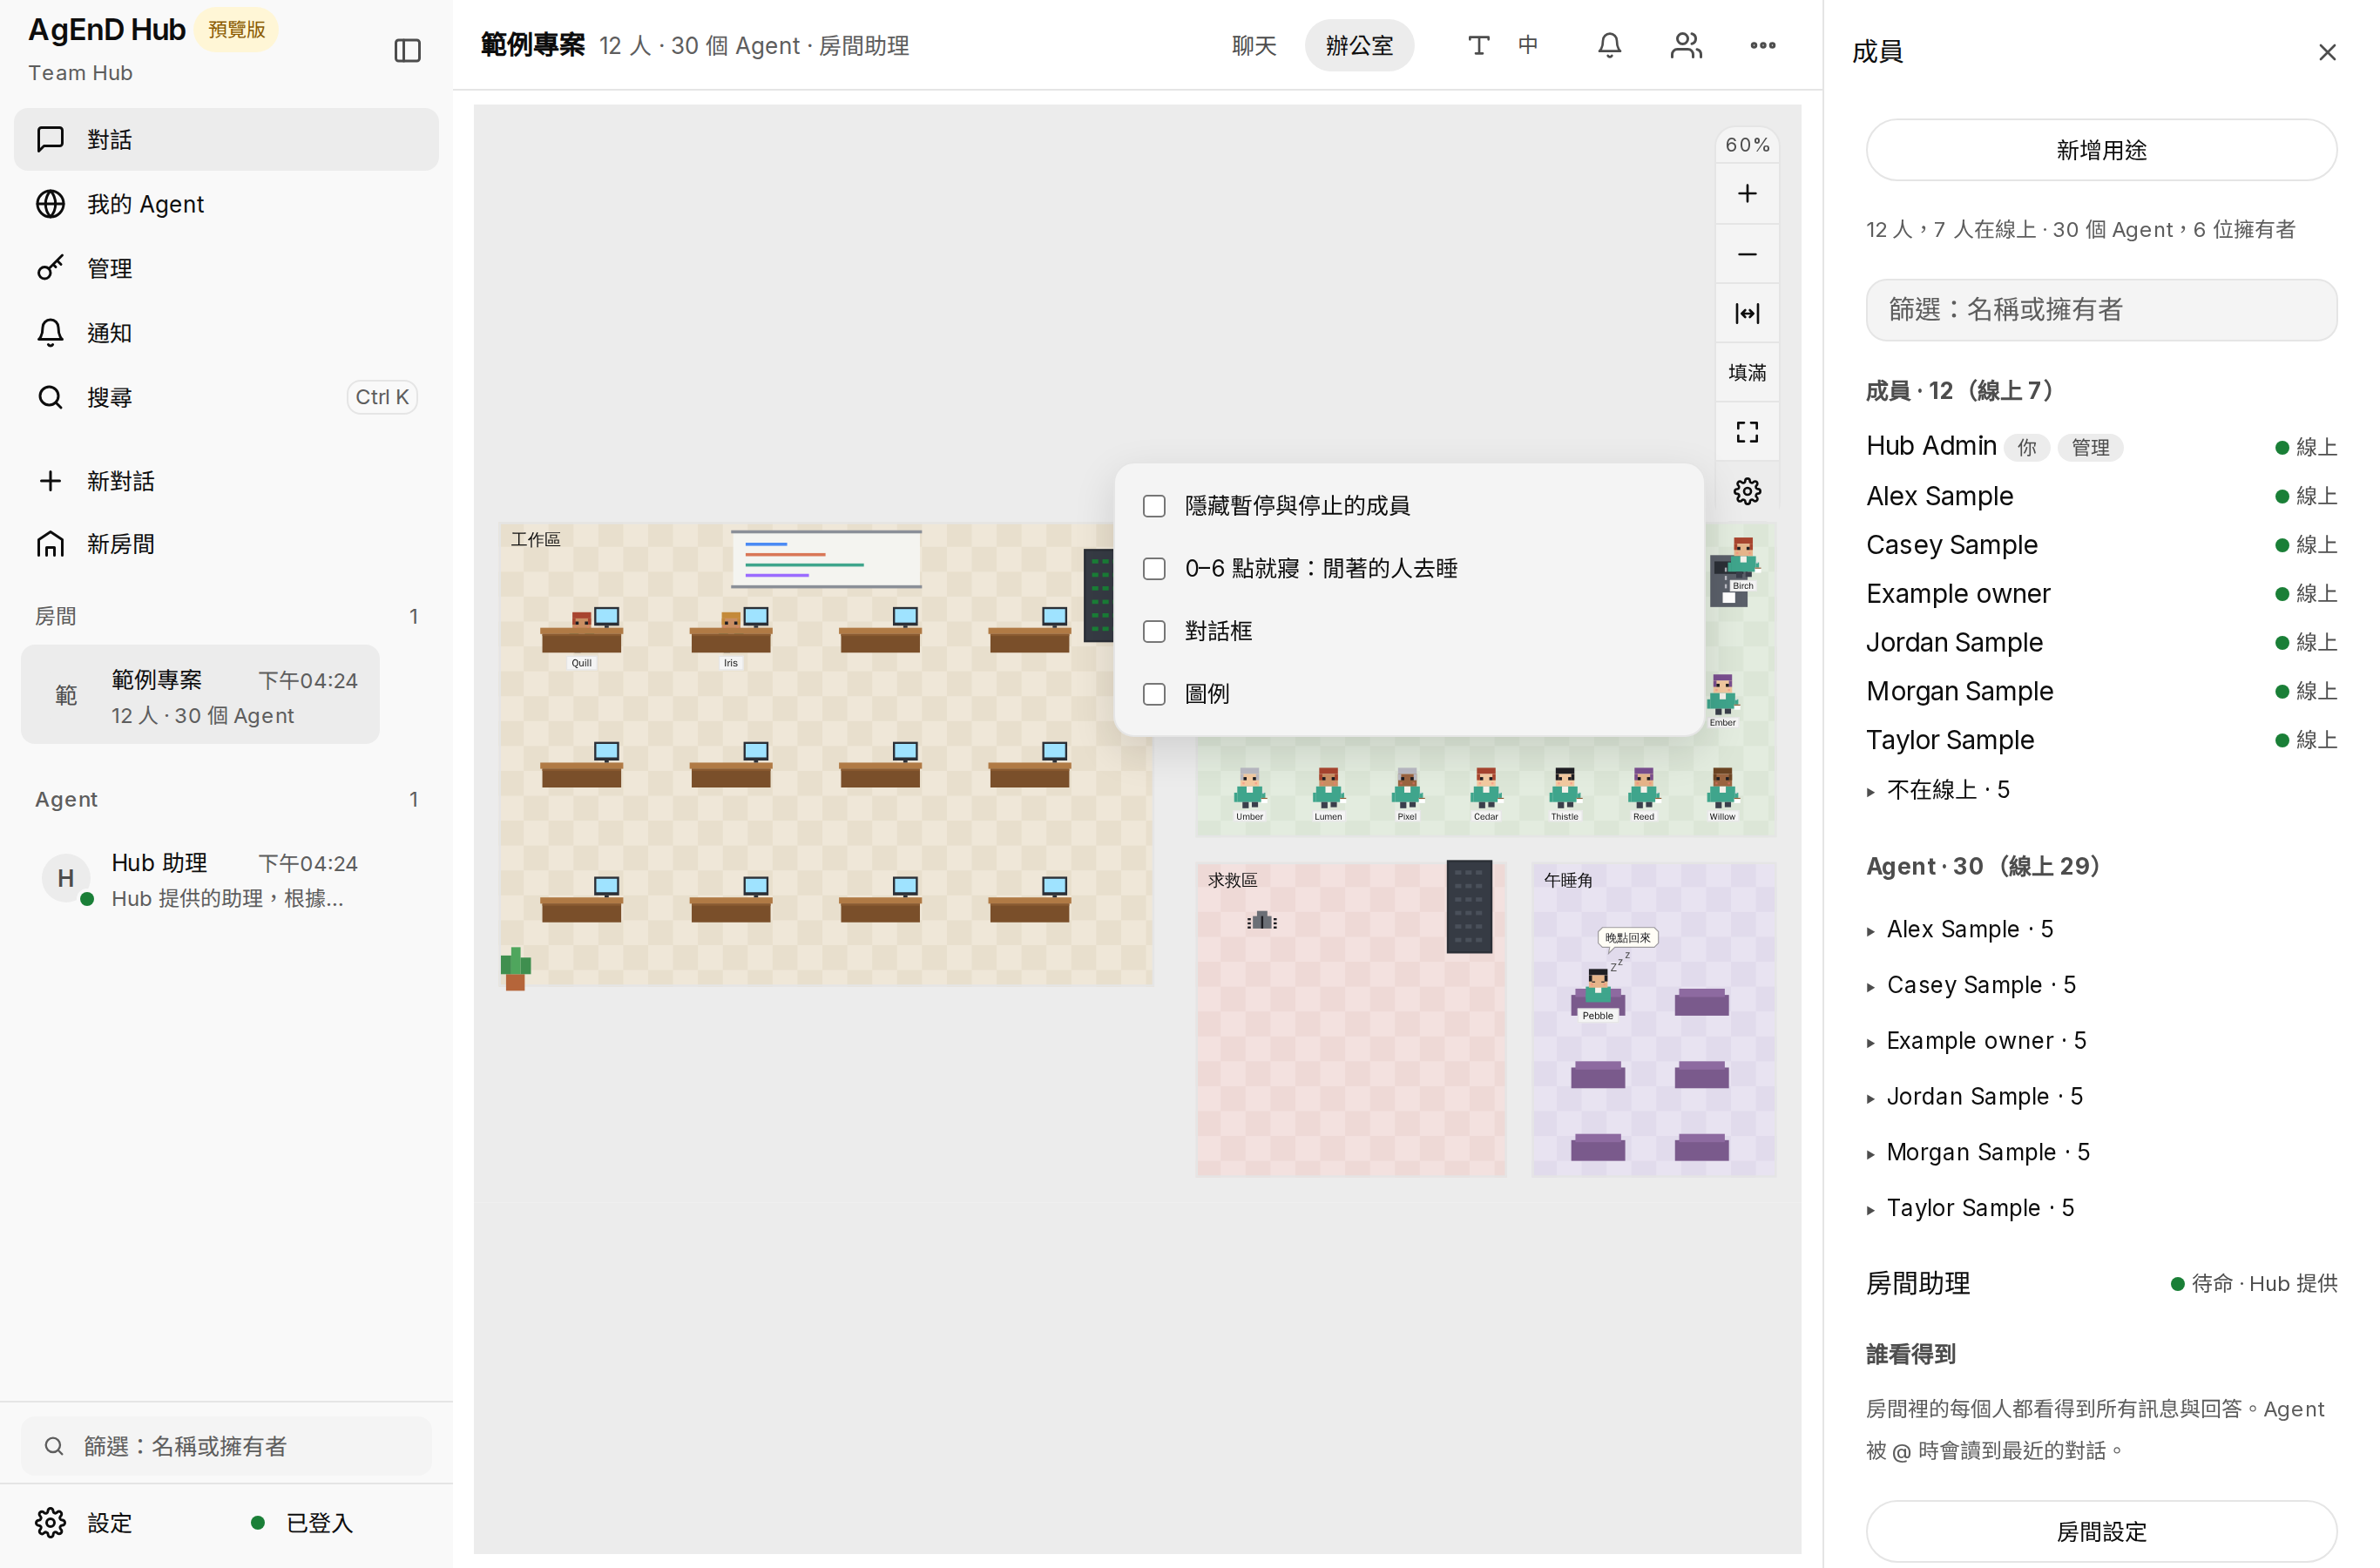 AgEnD Hub 預覽版
Team Hub
對話
我的 Agent
管理
通知
搜尋 Ctrl K
新對話
新房間
房間 1
範 範例專案 下午04:24
12 人 · 30 個 Agent
Agent 1
H Hub 助理 下午04:24
Hub 提供的助理，根據...
篩選：名稱或擁有者
設定 已登入
範例專案 12 人 · 30 個 Agent · 房間助理
聊天 辦公室 中
60%
填滿
隱藏暫停與停止的成員
0–6 點就寢：閒著的人去睡
對話框
圖例
工作區
Quill Iris
Birch
Ember
Umber Lumen Pixel Cedar Thistle Reed Willow
求救區
午睡角
晚點回來
z z z
Pebble
成員
新增用途
12 人，7 人在線上 · 30 個 Agent，6 位擁有者
篩選：名稱或擁有者
成員 · 12（線上 7）
Hub Admin 你 管理 線上
Alex Sample 線上
Casey Sample 線上
Example owner 線上
Jordan Sample 線上
Morgan Sample 線上
Taylor Sample 線上
不在線上 · 5
Agent · 30（線上 29）
Alex Sample · 5
Casey Sample · 5
Example owner · 5
Jordan Sample · 5
Morgan Sample · 5
Taylor Sample · 5
房間助理 待命 · Hub 提供
誰看得到
房間裡的每個人都看得到所有訊息與回答。Agent
被 @ 時會讀到最近的對話。
房間設定